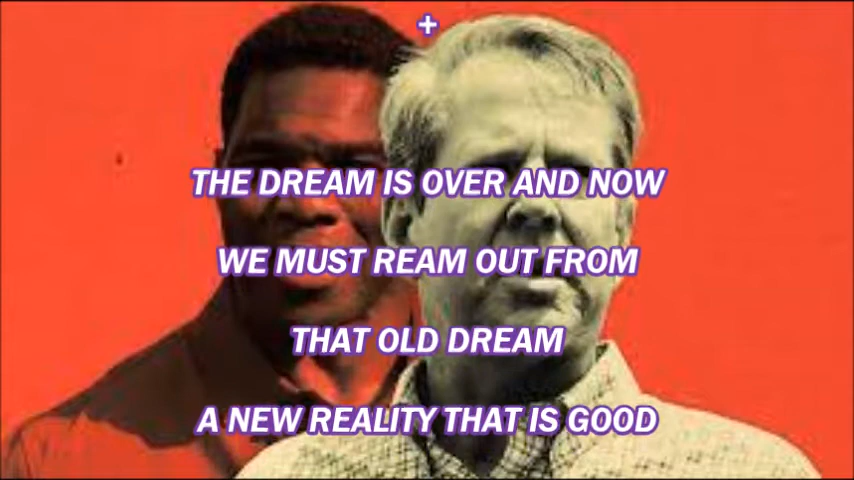 +
THE DREAM IS OVER AND NOW
WE MUST REAM OUT FROM
THAT OLD DREAM
A NEW REALITY THAT IS GOOD